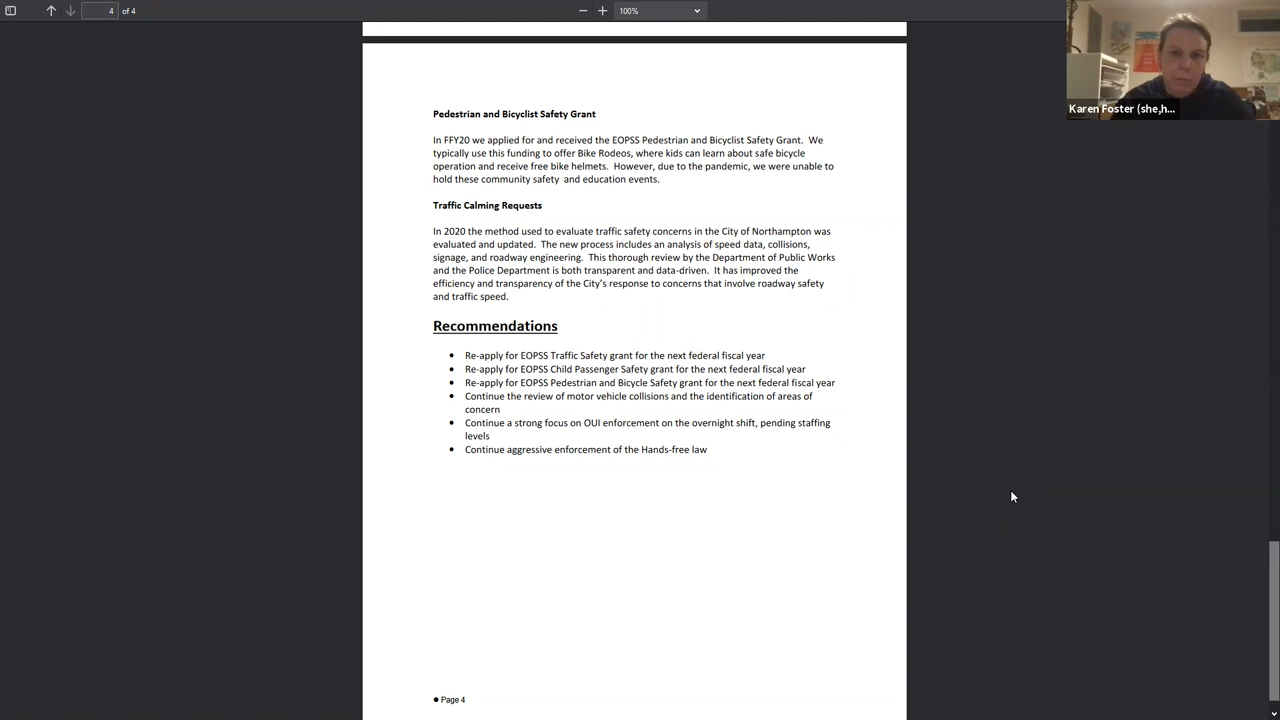 4 of 4
100%
Karen Foster (she,h...
Pedestrian and Bicyclist Safety Grant
In FFY20 we applied for and received the EOPSS Pedestrian and Bicyclist Safety Grant.  We
typically use this funding to offer Bike Rodeos, where kids can learn about safe bicycle
operation and receive free bike helmets.  However, due to the pandemic, we were unable to
hold these community safety  and education events.
Traffic Calming Requests
In 2020 the method used to evaluate traffic safety concerns in the City of Northampton was
evaluated and updated.  The new process includes an analysis of speed data, collisions,
signage, and roadway engineering.  This thorough review by the Department of Public Works
and the Police Department is both transparent and data-driven.  It has improved the
efficiency and transparency of the City’s response to concerns that involve roadway safety
and traffic speed.
Recommendations
• Re-apply for EOPSS Traffic Safety grant for the next federal fiscal year
• Re-apply for EOPSS Child Passenger Safety grant for the next federal fiscal year
• Re-apply for EOPSS Pedestrian and Bicycle Safety grant for the next federal fiscal year
• Continue the review of motor vehicle collisions and the identification of areas of
concern
• Continue a strong focus on OUI enforcement on the overnight shift, pending staffing
levels
• Continue aggressive enforcement of the Hands-free law
● Page 4